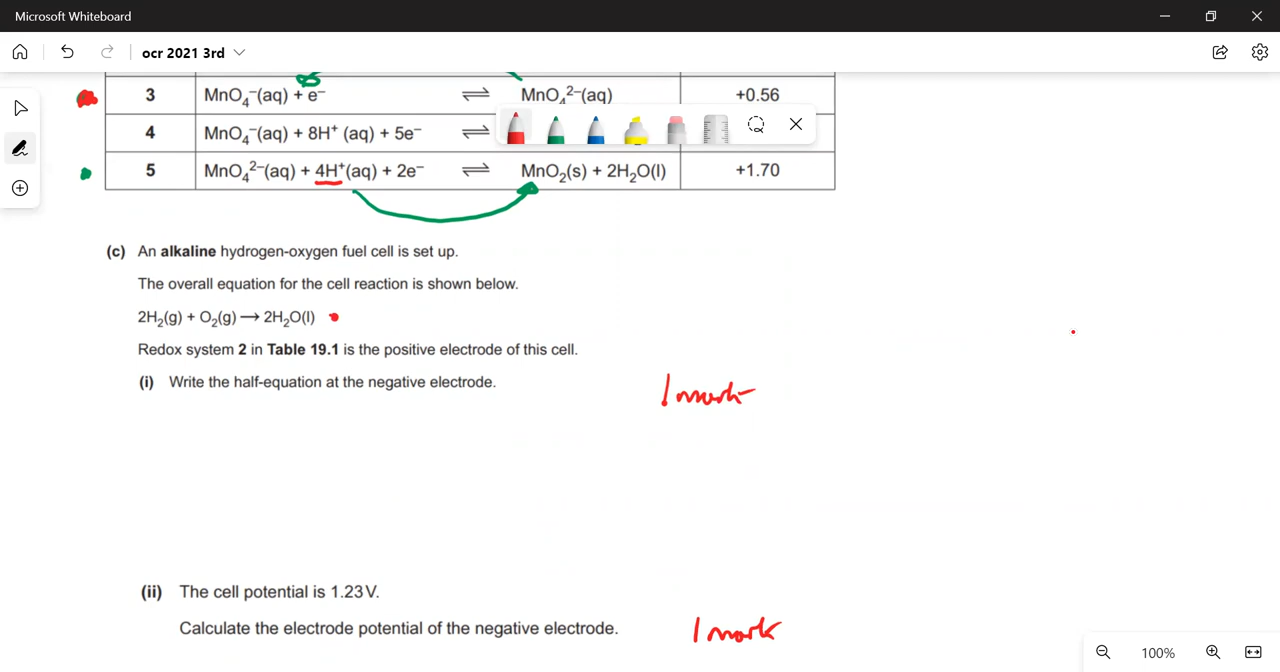 Microsoft Whiteboard
ocr 2021 3rd
3 MnO₄⁻(aq) + e⁻ ⇌ MnO₄²⁻(aq) +0.56
4 MnO₄⁻(aq) + 8H⁺ (aq) + 5e⁻ ⇌
5 MnO₄²⁻(aq) + 4H⁺(aq) + 2e⁻ ⇌ MnO₂(s) + 2H₂O(l) +1.70
(c) An alkaline hydrogen-oxygen fuel cell is set up.
The overall equation for the cell reaction is shown below.
2H₂(g) + O₂(g) → 2H₂O(l)
Redox system 2 in Table 19.1 is the positive electrode of this cell.
(i) Write the half-equation at the negative electrode.
1 mark
(ii) The cell potential is 1.23 V.
Calculate the electrode potential of the negative electrode.
1 mark
100%